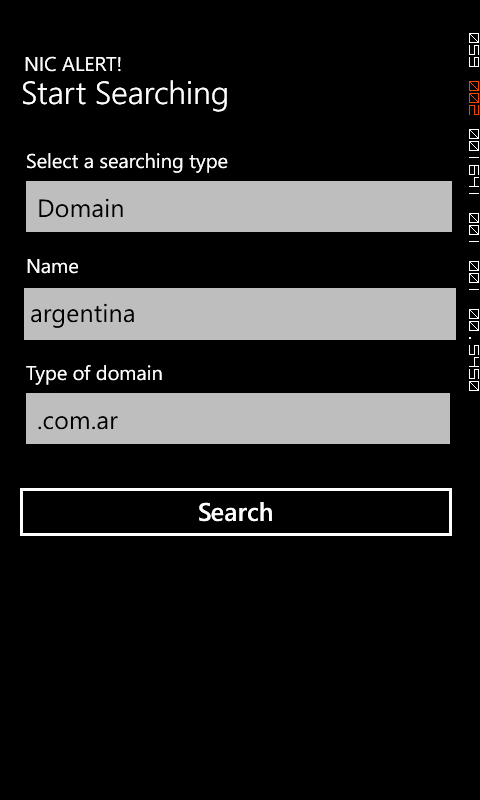 NIC ALERT!
Start Searching
Select a searching type
Domain
Name
argentina
Type of domain
.com.ar
Search